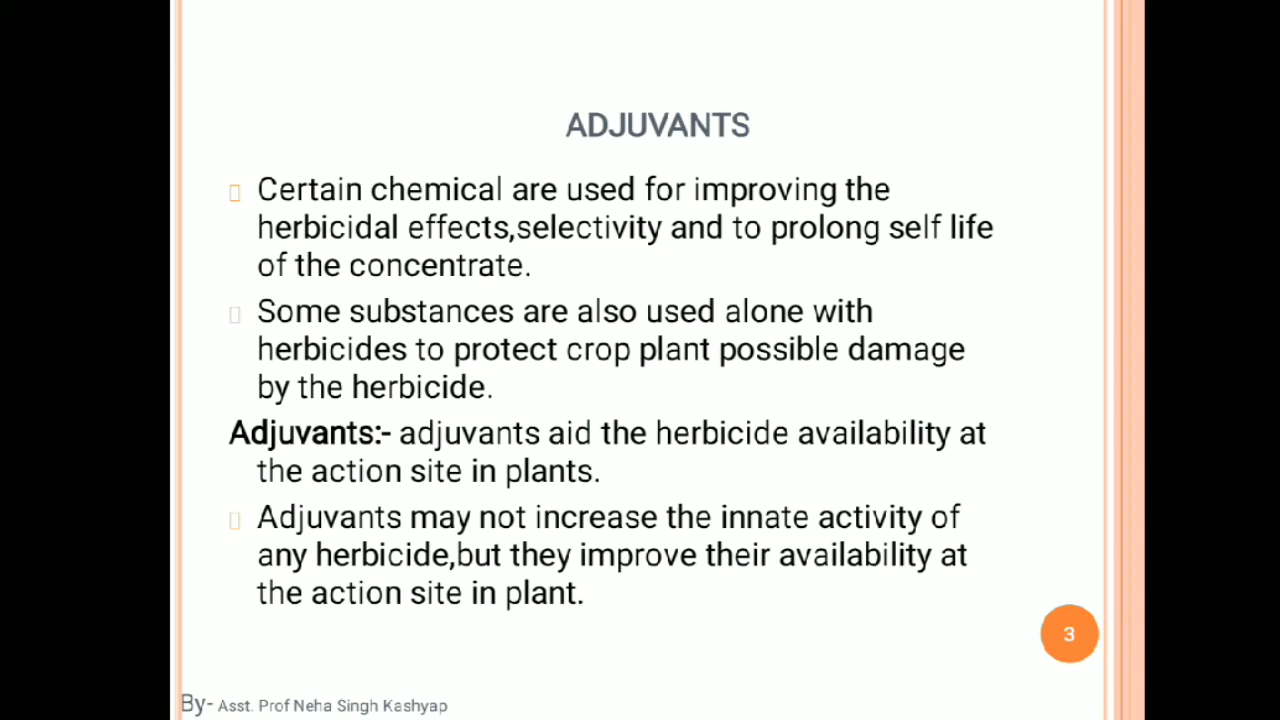 ADJUVANTS
Certain chemical are used for improving the
herbicidal effects,selectivity and to prolong self life
of the concentrate.
Some substances are also used alone with
herbicides to protect crop plant possible damage
by the herbicide.
Adjuvants:- adjuvants aid the herbicide availability at
the action site in plants.
Adjuvants may not increase the innate activity of
any herbicide,but they improve their availability at
the action site in plant.
3
By- Asst. Prof Neha Singh Kashyap